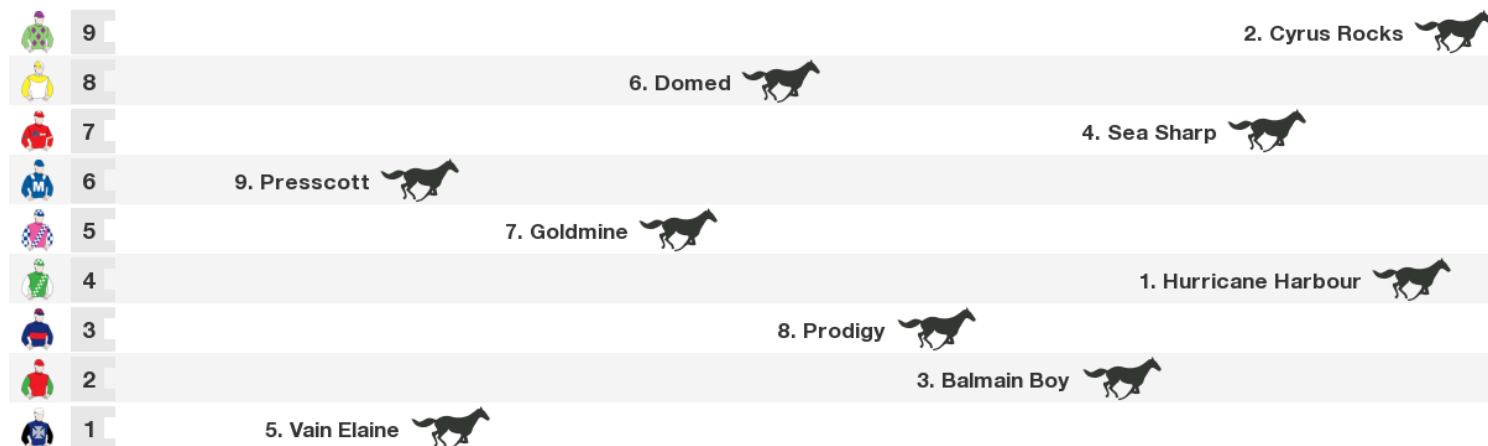 9 2. Cyrus Rocks
8 6. Domed
7 4. Sea Sharp
M 6 9. Presscott
5 7. Goldmine
4 1. Hurricane Harbour
3 8. Prodigy
2 3. Balmain Boy
1 5. Vain Elaine